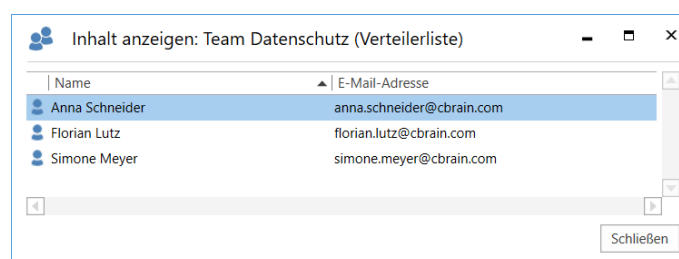 Inhalt anzeigen: Team Datenschutz (Verteilerliste)
Name E-Mail-Adresse
Anna Schneider anna.schneider@cbrain.com
Florian Lutz florian.lutz@cbrain.com
Simone Meyer simone.meyer@cbrain.com
Schließen